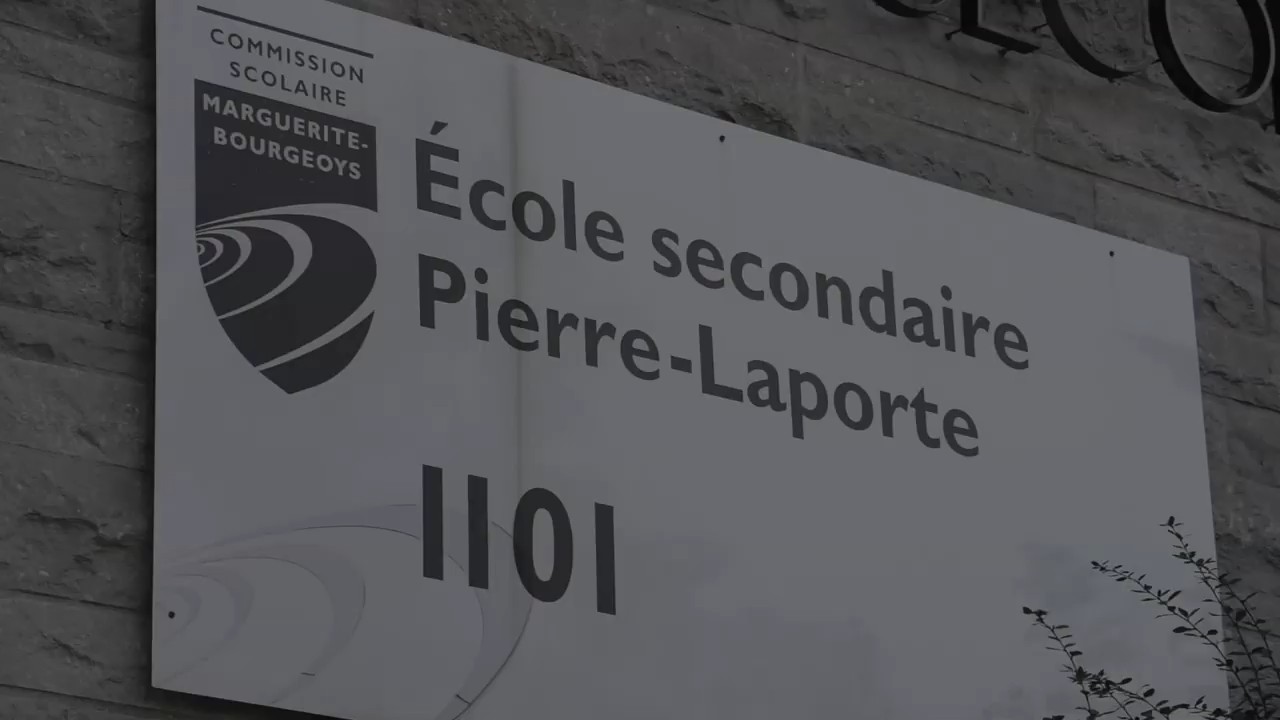 COMMISSION
SCOLAIRE
MARGUERITE-
BOURGEOYS
École secondaire
Pierre-Laporte
1101